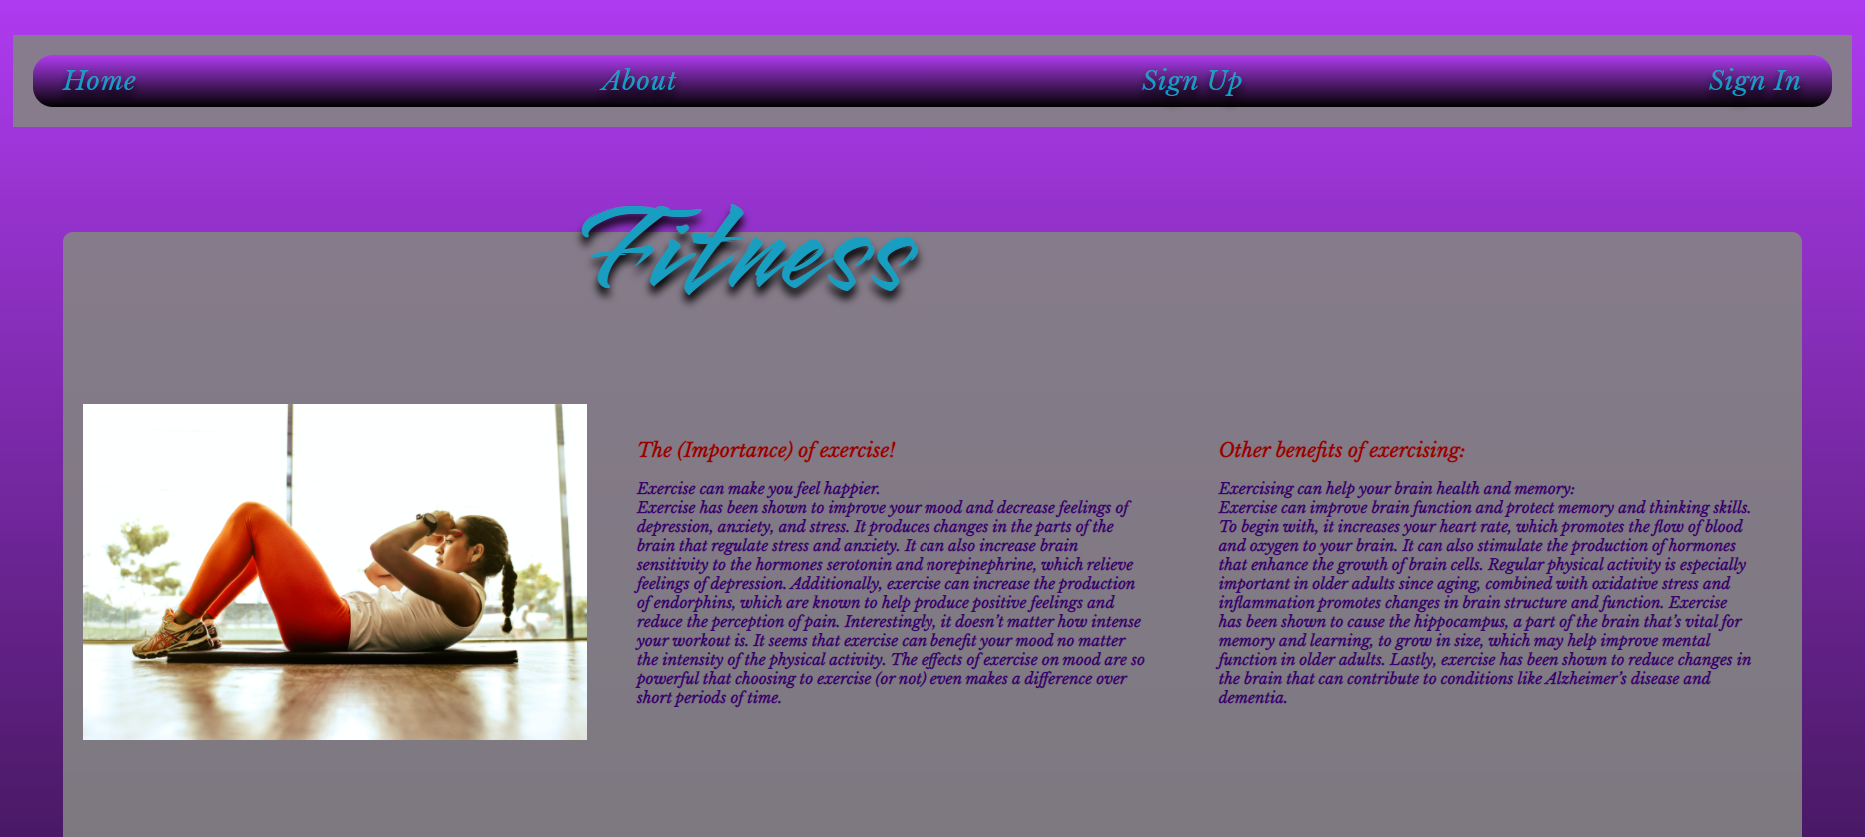 Home About Sign Up Sign In
Fitness
The (Importance) of exercise!
Exercise can make you feel happier.
Exercise has been shown to improve your mood and decrease feelings of
depression, anxiety, and stress. It produces changes in the parts of the
brain that regulate stress and anxiety. It can also increase brain
sensitivity to the hormones serotonin and norepinephrine, which relieve
feelings of depression. Additionally, exercise can increase the production
of endorphins, which are known to help produce positive feelings and
reduce the perception of pain. Interestingly, it doesn't matter how intense
your workout is. It seems that exercise can benefit your mood no matter
the intensity of the physical activity. The effects of exercise on mood are so
powerful that choosing to exercise (or not) even makes a difference over
short periods of time.
Other benefits of exercising:
Exercising can help your brain health and memory:
Exercise can improve brain function and protect memory and thinking skills.
To begin with, it increases your heart rate, which promotes the flow of blood
and oxygen to your brain. It can also stimulate the production of hormones
that enhance the growth of brain cells. Regular physical activity is especially
important in older adults since aging, combined with oxidative stress and
inflammation promotes changes in brain structure and function. Exercise
has been shown to cause the hippocampus, a part of the brain that's vital for
memory and learning, to grow in size, which may help improve mental
function in older adults. Lastly, exercise has been shown to reduce changes in
the brain that can contribute to conditions like Alzheimer's disease and
dementia.